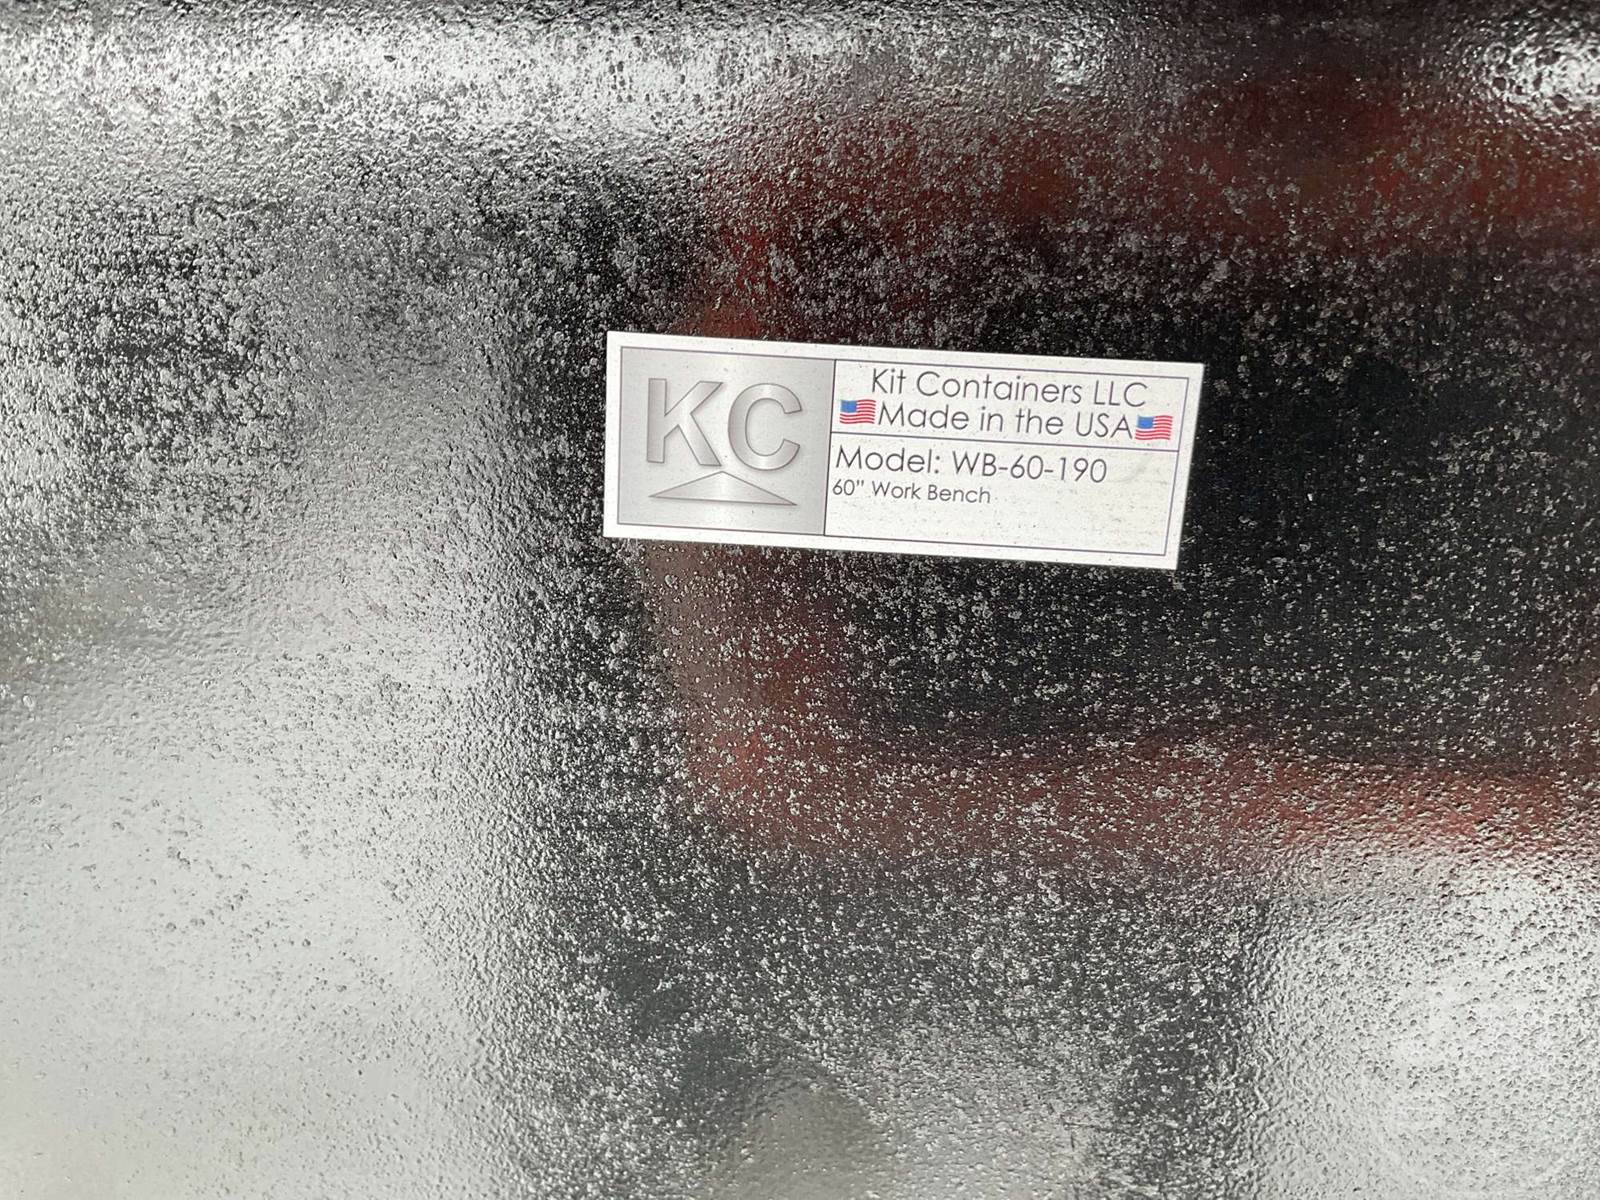 KC
Kit Containers LLC
Made in the USA
Model: WB-60-190
60" Work Bench